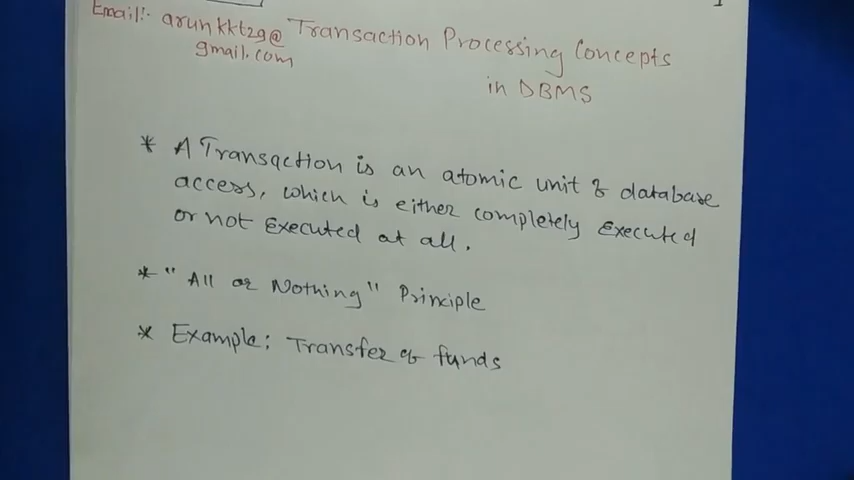 Email:- arunkkt29@
gmail.com
Transaction Processing Concepts
in DBMS
* A Transaction is an atomic unit of database
access, which is either completely executed
or not executed at all.
* "All or Nothing" Principle
* Example: Transfer of funds